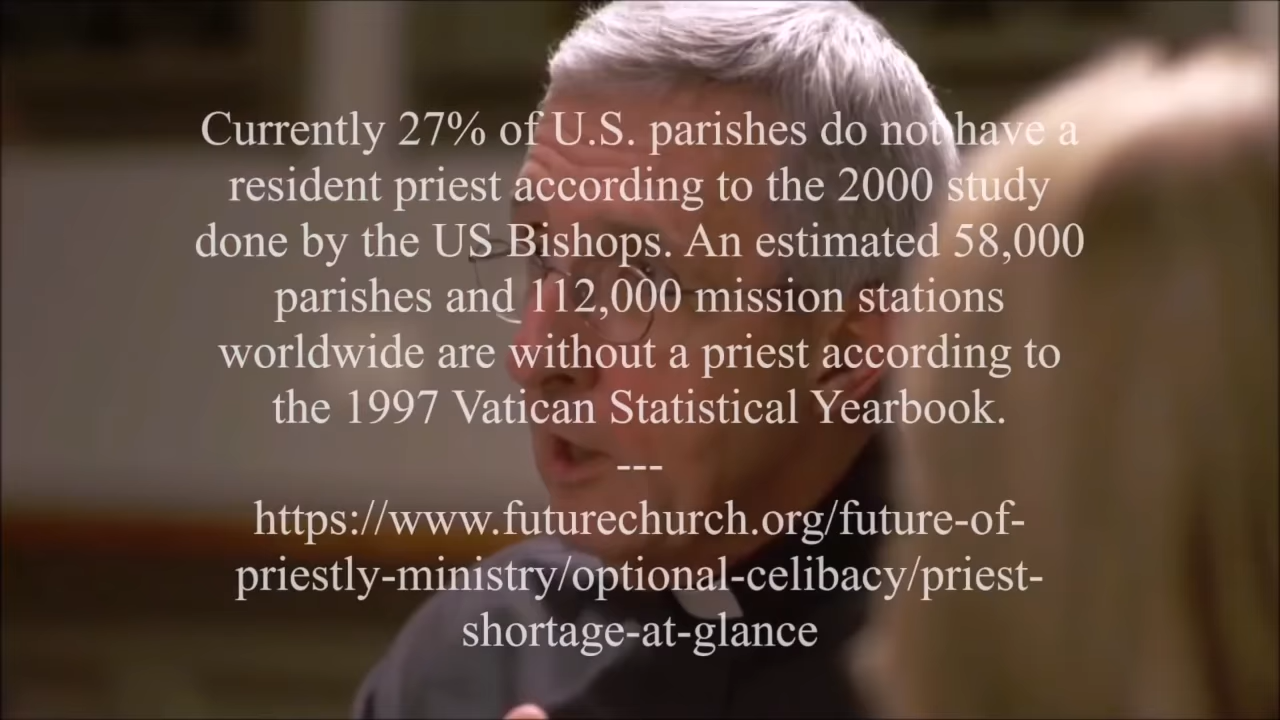 Currently 27% of U.S. parishes do not have a
resident priest according to the 2000 study
done by the US Bishops. An estimated 58,000
parishes and 112,000 mission stations
worldwide are without a priest according to
the 1997 Vatican Statistical Yearbook.
---
https://www.futurechurch.org/future-of-
priestly-ministry/optional-celibacy/priest-
shortage-at-glance